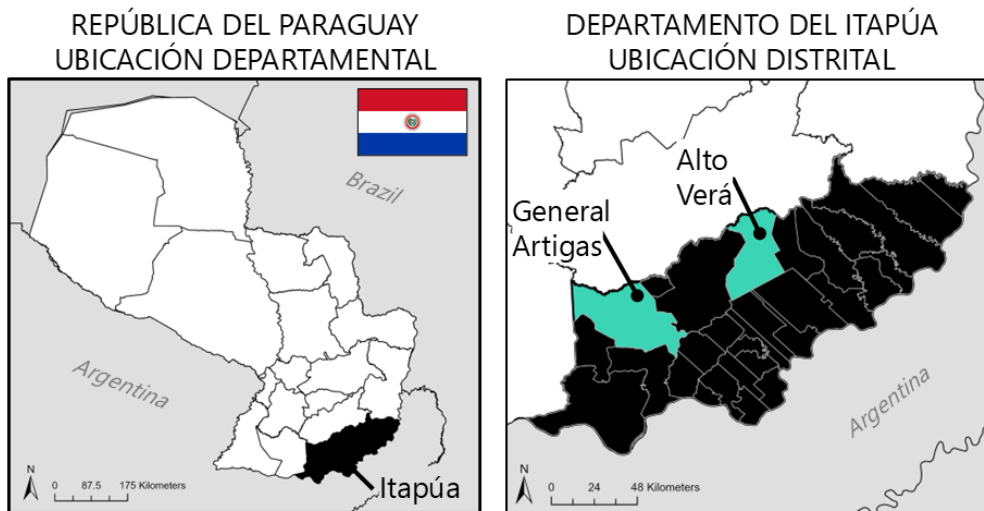 REPÚBLICA DEL PARAGUAY
UBICACIÓN DEPARTAMENTAL
Brazil
Argentina
Itapúa
N
0 87.5 175 Kilometers
DEPARTAMENTO DEL ITAPÚA
UBICACIÓN DISTRITAL
Alto
Verá
General
Artigas
Argentina
N
0 24 48 Kilometers